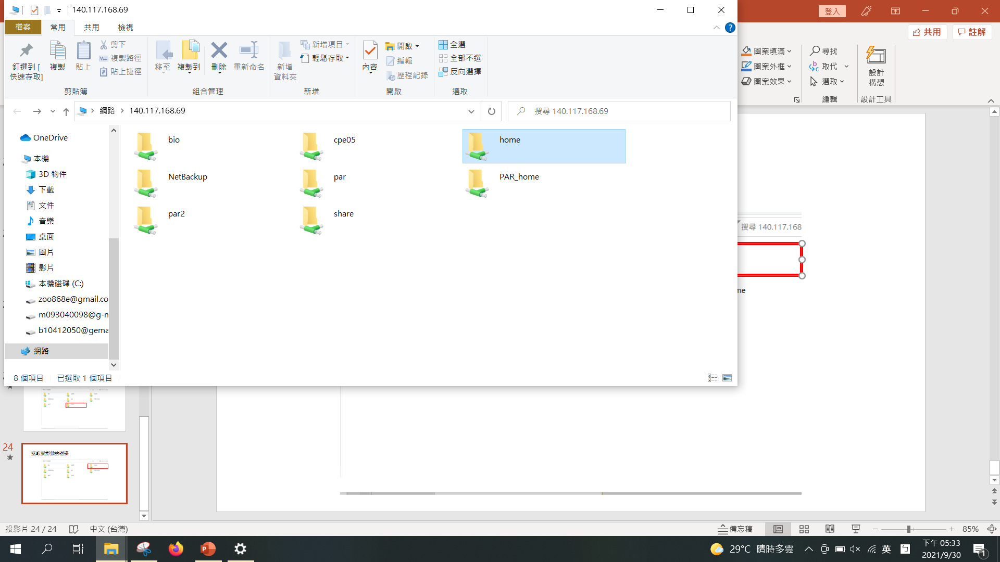 140.117.168.69
登入
檔案
常用
共用
檢視
共用
註解
釘選到 [
快速存取]
複製
貼上
剪下
複製路徑
貼上捷徑
剪貼簿
移至
複製到
刪除
重新命名
組合管理
新增
資料夾
新增項目
輕鬆存取
新增
內容
開啟
編輯
歷程記錄
開啟
全選
全部不選
反向選擇
選取
圖案填滿
圖案外框
圖案效果
尋找
取代
選取
編輯
設計
構想
設計工具
網路
140.117.168.69
搜尋 140.117.168.69
OneDrive
本機
3D 物件
下載
文件
音樂
桌面
圖片
影片
本機磁碟 (C:)
zoo868e@gmail.co
m093040098@g-m
b10412050@gema
網路
bio
cpe05
home
NetBackup
par
PAR_home
par2
share
搜尋 140.117.168
me
8 個項目
已選取 1 個項目
24
選取要掛載的磁碟
投影片 24 / 24
中文 (台灣)
備忘稿
85%
29°C 晴時多雲
英
下午 05:33
2021/9/30
1